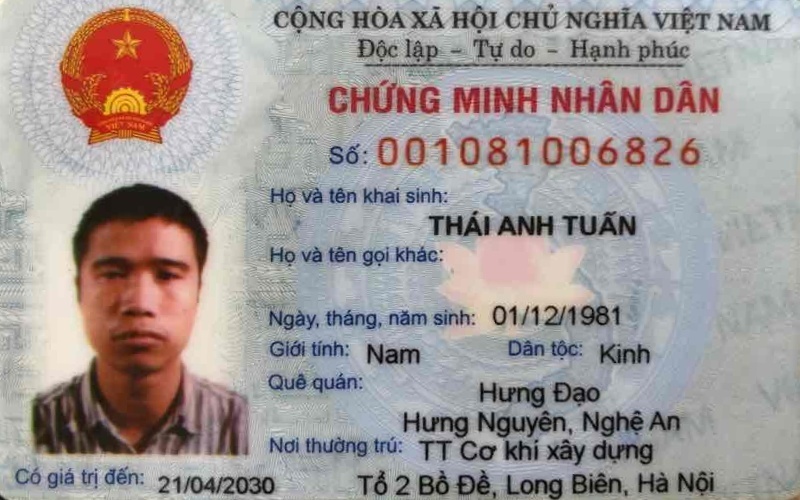 CỘNG HÒA XÃ HỘI CHỦ NGHĨA VIỆT NAM
Độc lập - Tự do - Hạnh phúc
CHỨNG MINH NHÂN DÂN
Số: 001081006826
Họ và tên khai sinh:
THÁI ANH TUẤN
Họ và tên gọi khác:
Ngày, tháng, năm sinh: 01/12/1981
Giới tính: Nam Dân tộc: Kinh
Quê quán: Hưng Đạo
Hưng Nguyên, Nghệ An
Nơi thường trú: TT Cơ khí xây dựng
Tổ 2 Bồ Đề, Long Biên, Hà Nội
Có giá trị đến: 21/04/2030
VIỆT NAM